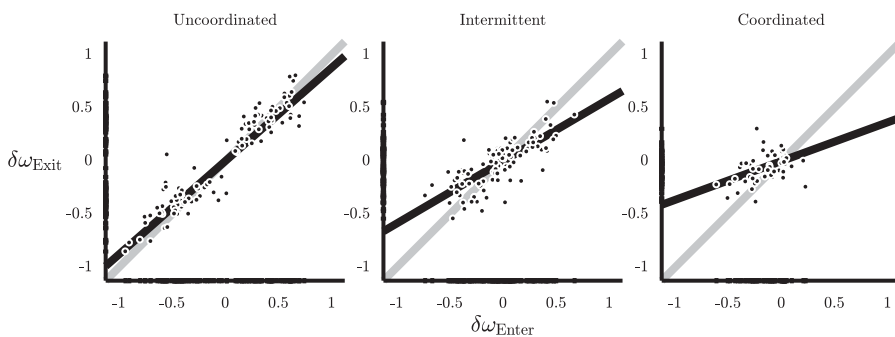 Uncoordinated Intermittent Coordinated
1 1 1
0.5 0.5 0.5
δω_Exit 0 0 0
-0.5 -0.5 -0.5
-1 -1 -1
-1 -0.5 0 0.5 1 -1 -0.5 0 0.5 1 -1 -0.5 0 0.5 1
δω_Enter